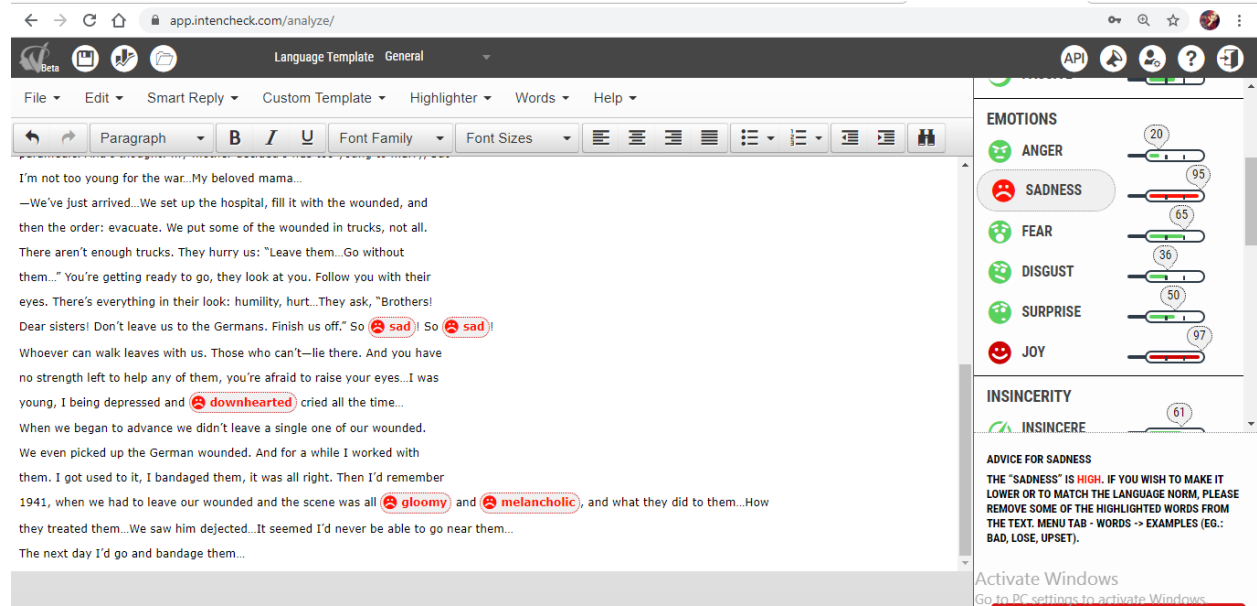 app.intencheck.com/analyze/
Beta
Language Template General
API
File Edit Smart Reply Custom Template Highlighter Words Help
Paragraph B I U Font Family Font Sizes
I'm not too young for the war…My beloved mama…
—We've just arrived…We set up the hospital, fill it with the wounded, and
then the order: evacuate. We put some of the wounded in trucks, not all.
There aren't enough trucks. They hurry us: "Leave them…Go without
them…" You're getting ready to go, they look at you. Follow you with their
eyes. There's everything in their look: humility, hurt…They ask, "Brothers!
Dear sisters! Don't leave us to the Germans. Finish us off." So sad! So sad!
Whoever can walk leaves with us. Those who can't—lie there. And you have
no strength left to help any of them, you're afraid to raise your eyes…I was
young, I being depressed and downhearted cried all the time…
When we began to advance we didn't leave a single one of our wounded.
We even picked up the German wounded. And for a while I worked with
them. I got used to it, I bandaged them, it was all right. Then I'd remember
1941, when we had to leave our wounded and the scene was all gloomy and melancholic, and what they did to them…How
they treated them…We saw him dejected…It seemed I'd never be able to go near them…
The next day I'd go and bandage them…
EMOTIONS
ANGER 20
SADNESS 95
FEAR 65
DISGUST 36
SURPRISE 50
JOY 97
INSINCERITY
INSINCERE 61
ADVICE FOR SADNESS
THE "SADNESS" IS HIGH. IF YOU WISH TO MAKE IT
LOWER OR TO MATCH THE LANGUAGE NORM, PLEASE
REMOVE SOME OF THE HIGHLIGHTED WORDS FROM
THE TEXT. MENU TAB - WORDS -> EXAMPLES (EG.:
BAD, LOSE, UPSET).
Activate Windows
Go to PC settings to activate Windows.